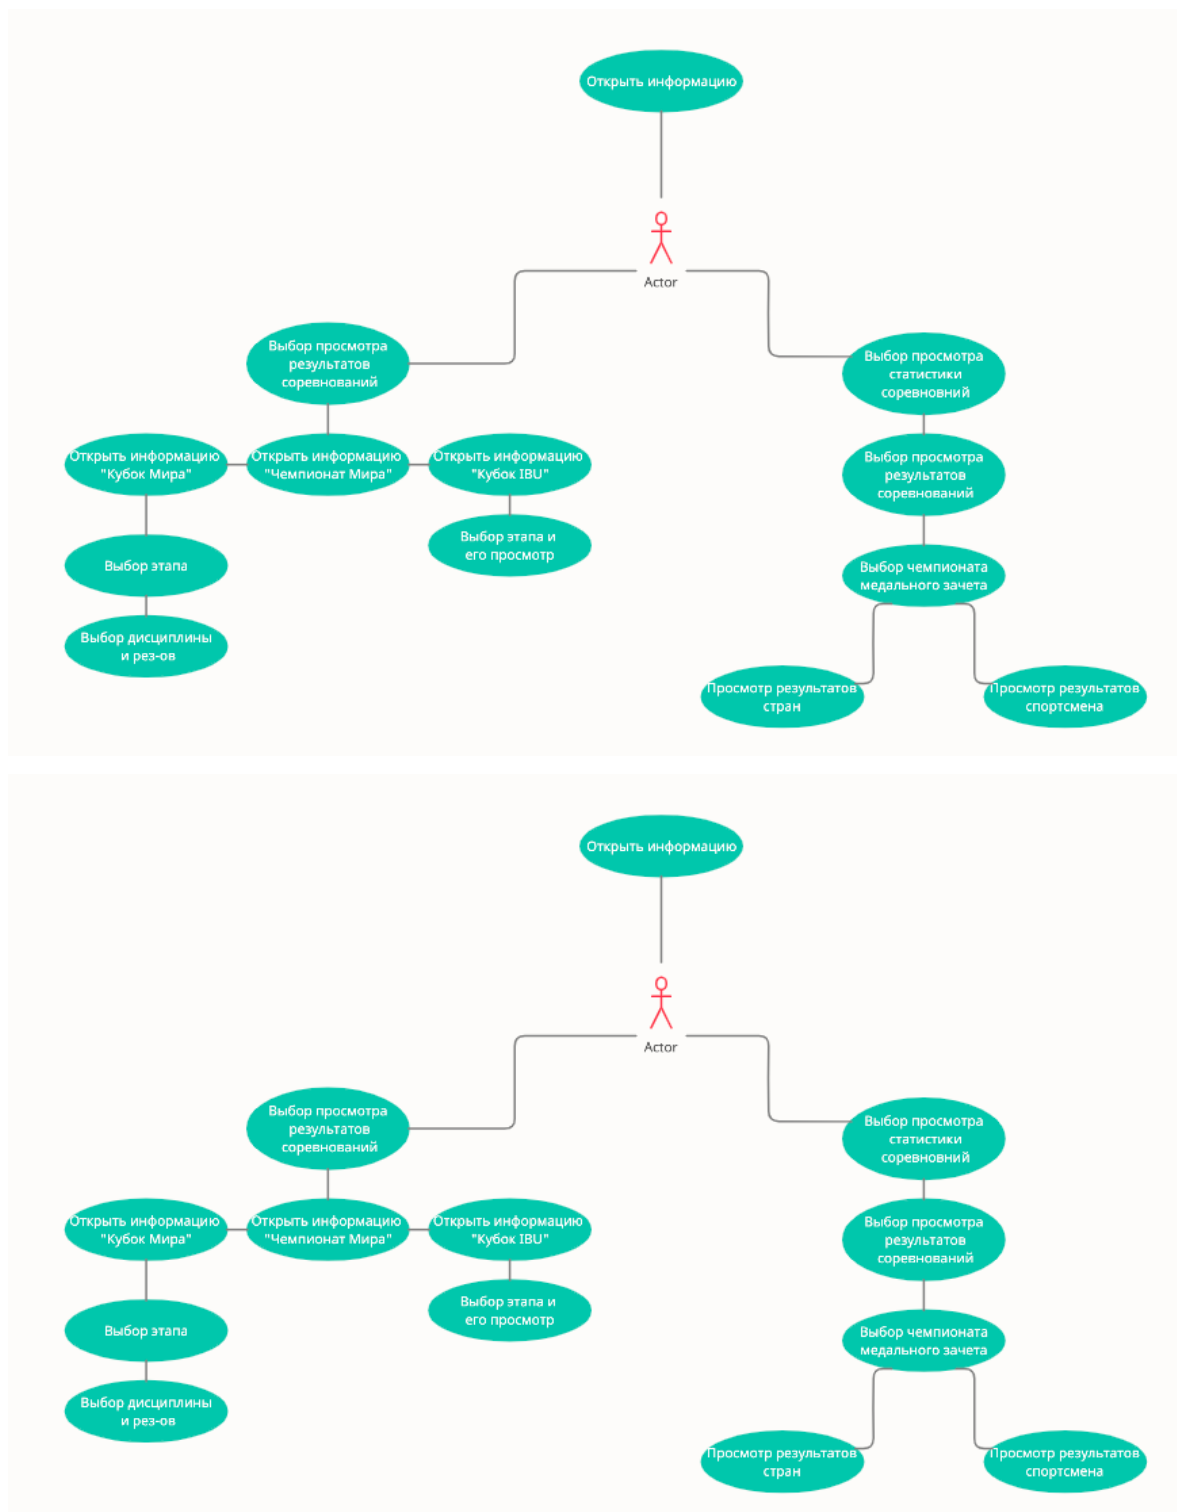 Открыть информацию
Actor
Выбор просмотра
результатов
соревнований
Выбор просмотра
статистики
соревновний
Открыть информацию
"Кубок Мира"
Открыть информацию
"Чемпионат Мира"
Открыть информацию
"Кубок IBU"
Выбор просмотра
результатов
соревнований
Выбор этапа и
его просмотр
Выбор этапа
Выбор чемпионата
медального зачета
Выбор дисциплины
и рез-ов
Просмотр результатов
стран
Просмотр результатов
спортсмена
Открыть информацию
Actor
Выбор просмотра
результатов
соревнований
Выбор просмотра
статистики
соревновний
Открыть информацию
"Кубок Мира"
Открыть информацию
"Чемпионат Мира"
Открыть информацию
"Кубок IBU"
Выбор просмотра
результатов
соревнований
Выбор этапа и
его просмотр
Выбор этапа
Выбор чемпионата
медального зачета
Выбор дисциплины
и рез-ов
Просмотр результатов
стран
Просмотр результатов
спортсмена